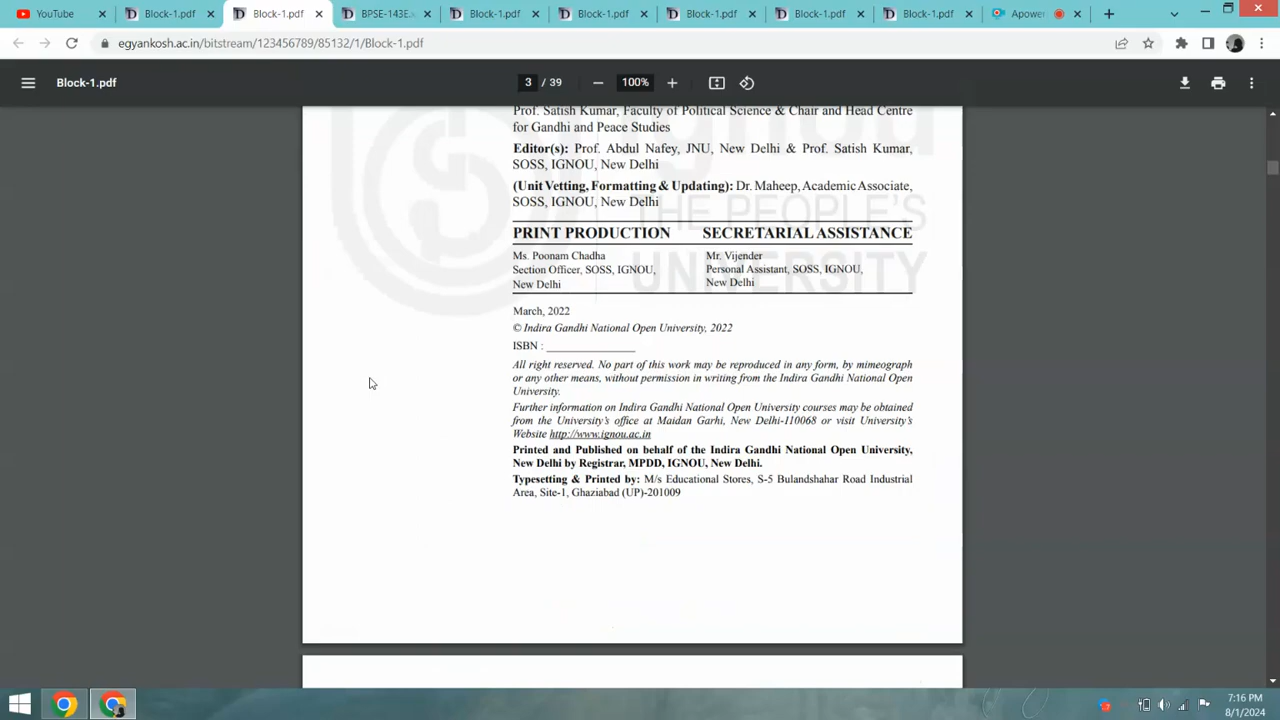 YouTube
Block-1.pdf
Block-1.pdf
BPSE-143E.
Block-1.pdf
Block-1.pdf
Block-1.pdf
Block-1.pdf
Block-1.pdf
Apower
egyankosh.ac.in/bitstream/123456789/85132/1/Block-1.pdf
Block-1.pdf
3 / 39
100%
ignou
THE PEOPLE'S
UNIVERSITY
Prof. Satish Kumar, Faculty of Political Science & Chair and Head Centre
for Gandhi and Peace Studies
Editor(s): Prof. Abdul Nafey, JNU, New Delhi & Prof. Satish Kumar,
SOSS, IGNOU, New Delhi
(Unit Vetting, Formatting & Updating): Dr. Maheep, Academic Associate,
SOSS, IGNOU, New Delhi
PRINT PRODUCTION SECRETARIAL ASSISTANCE
Ms. Poonam Chadha
Section Officer, SOSS, IGNOU,
New Delhi
Mr. Vijender
Personal Assistant, SOSS, IGNOU,
New Delhi
March, 2022
© Indira Gandhi National Open University, 2022
ISBN : ______________
All right reserved. No part of this work may be reproduced in any form, by mimeograph
or any other means, without permission in writing from the Indira Gandhi National Open
University.
Further information on Indira Gandhi National Open University courses may be obtained
from the University's office at Maidan Garhi, New Delhi-110068 or visit University's
Website http://www.ignou.ac.in
Printed and Published on behalf of the Indira Gandhi National Open University,
New Delhi by Registrar, MPDD, IGNOU, New Delhi.
Typesetting & Printed by: M/s Educational Stores, S-5 Bulandshahar Road Industrial
Area, Site-1, Ghaziabad (UP)-201009
7:16 PM
8/1/2024